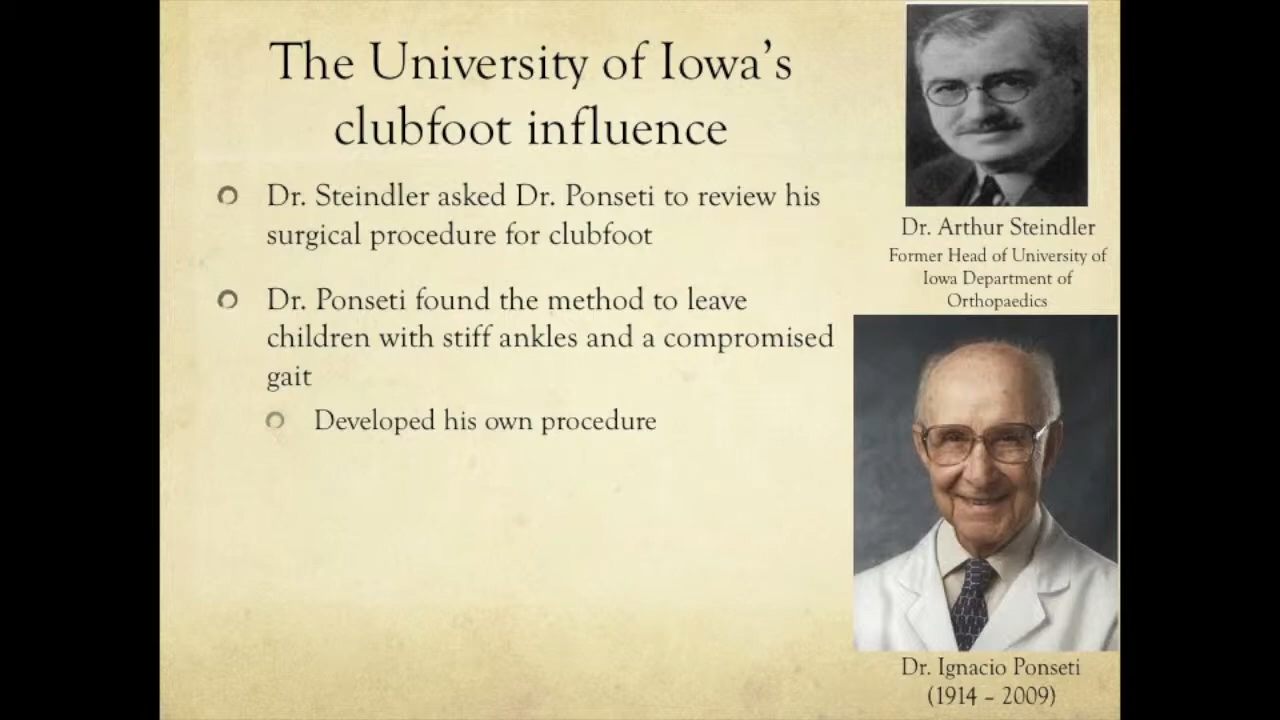 The University of Iowa's
clubfoot influence
Dr. Steindler asked Dr. Ponseti to review his
surgical procedure for clubfoot
Dr. Ponseti found the method to leave
children with stiff ankles and a compromised
gait
Developed his own procedure
Dr. Arthur Steindler
Former Head of University of
Iowa Department of
Orthopaedics
Dr. Ignacio Ponseti
(1914 – 2009)